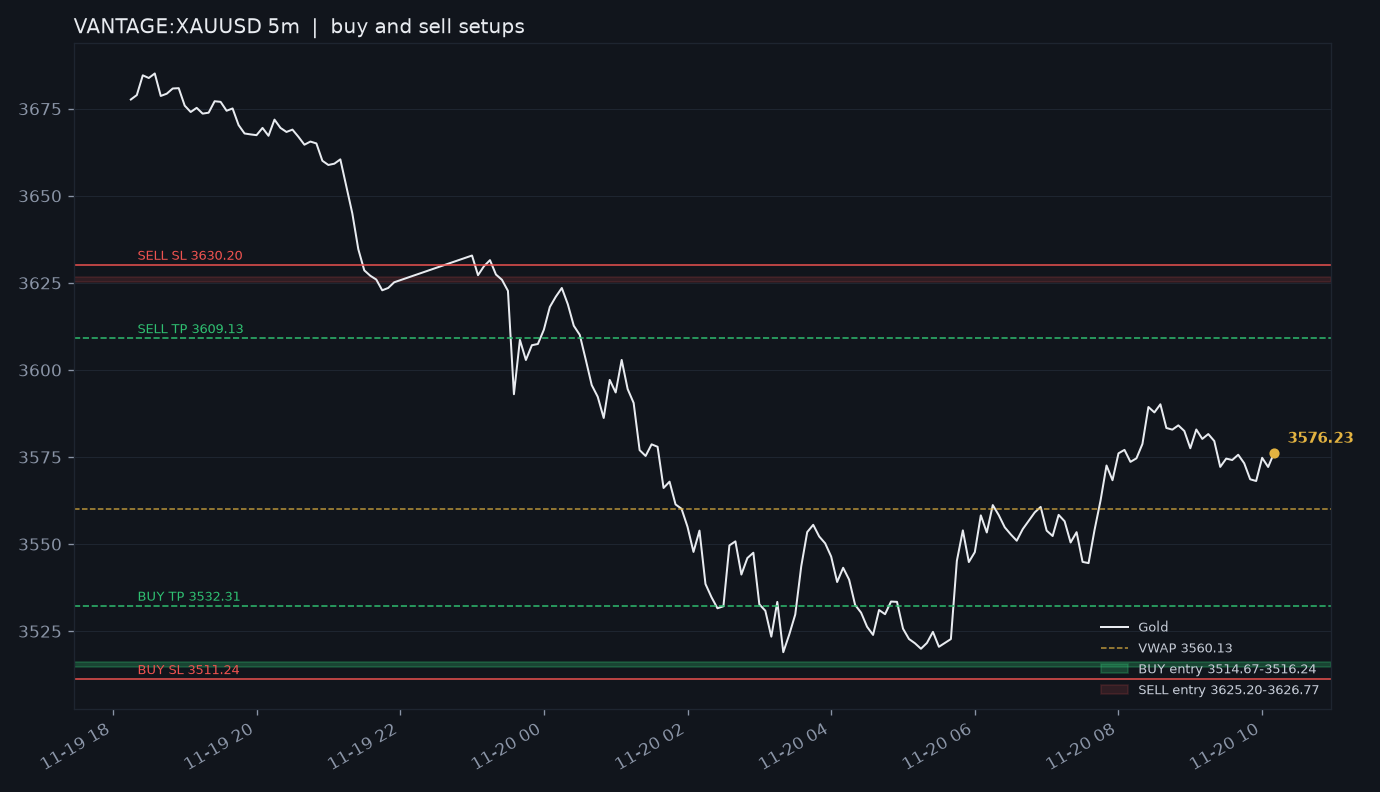 VANTAGE:XAUUSD 5m | buy and sell setups
3675
3650
SELL SL 3630.20
3625
SELL TP 3609.13
3600
3576.23
3575
3550
BUY TP 3532.31
3525
Gold
VWAP 3560.13
BUY SL 3511.24
BUY entry 3514.67-3516.24
SELL entry 3625.20-3626.77
11-19 18
11-19 20
11-19 22
11-20 00
11-20 02
11-20 04
11-20 06
11-20 08
11-20 10